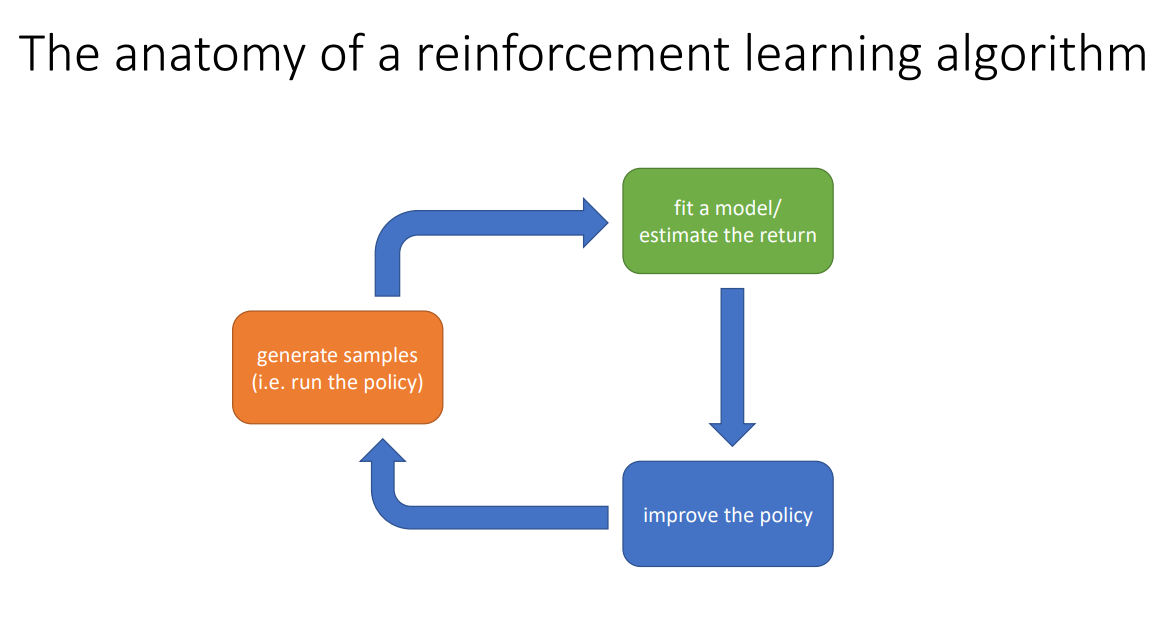 The anatomy of a reinforcement learning algorithm
fit a model/
estimate the return
generate samples
(i.e. run the policy)
improve the policy